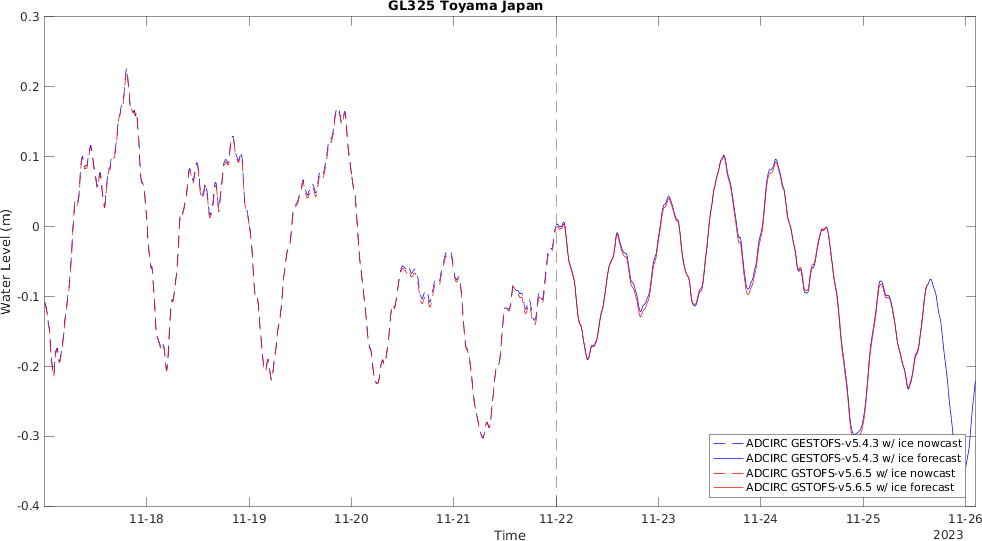 GL325 Toyama Japan
0.3
0.2
0.1
0
-0.1
-0.2
-0.3
-0.4
Water Level (m)
ADCIRC GESTOFS-v5.4.3 w/ ice nowcast
ADCIRC GESTOFS-v5.4.3 w/ ice forecast
ADCIRC GSTOFS-v5.6.5 w/ ice nowcast
ADCIRC GSTOFS-v5.6.5 w/ ice forecast
11-18 11-19 11-20 11-21 11-22 11-23 11-24 11-25 11-26
Time 2023